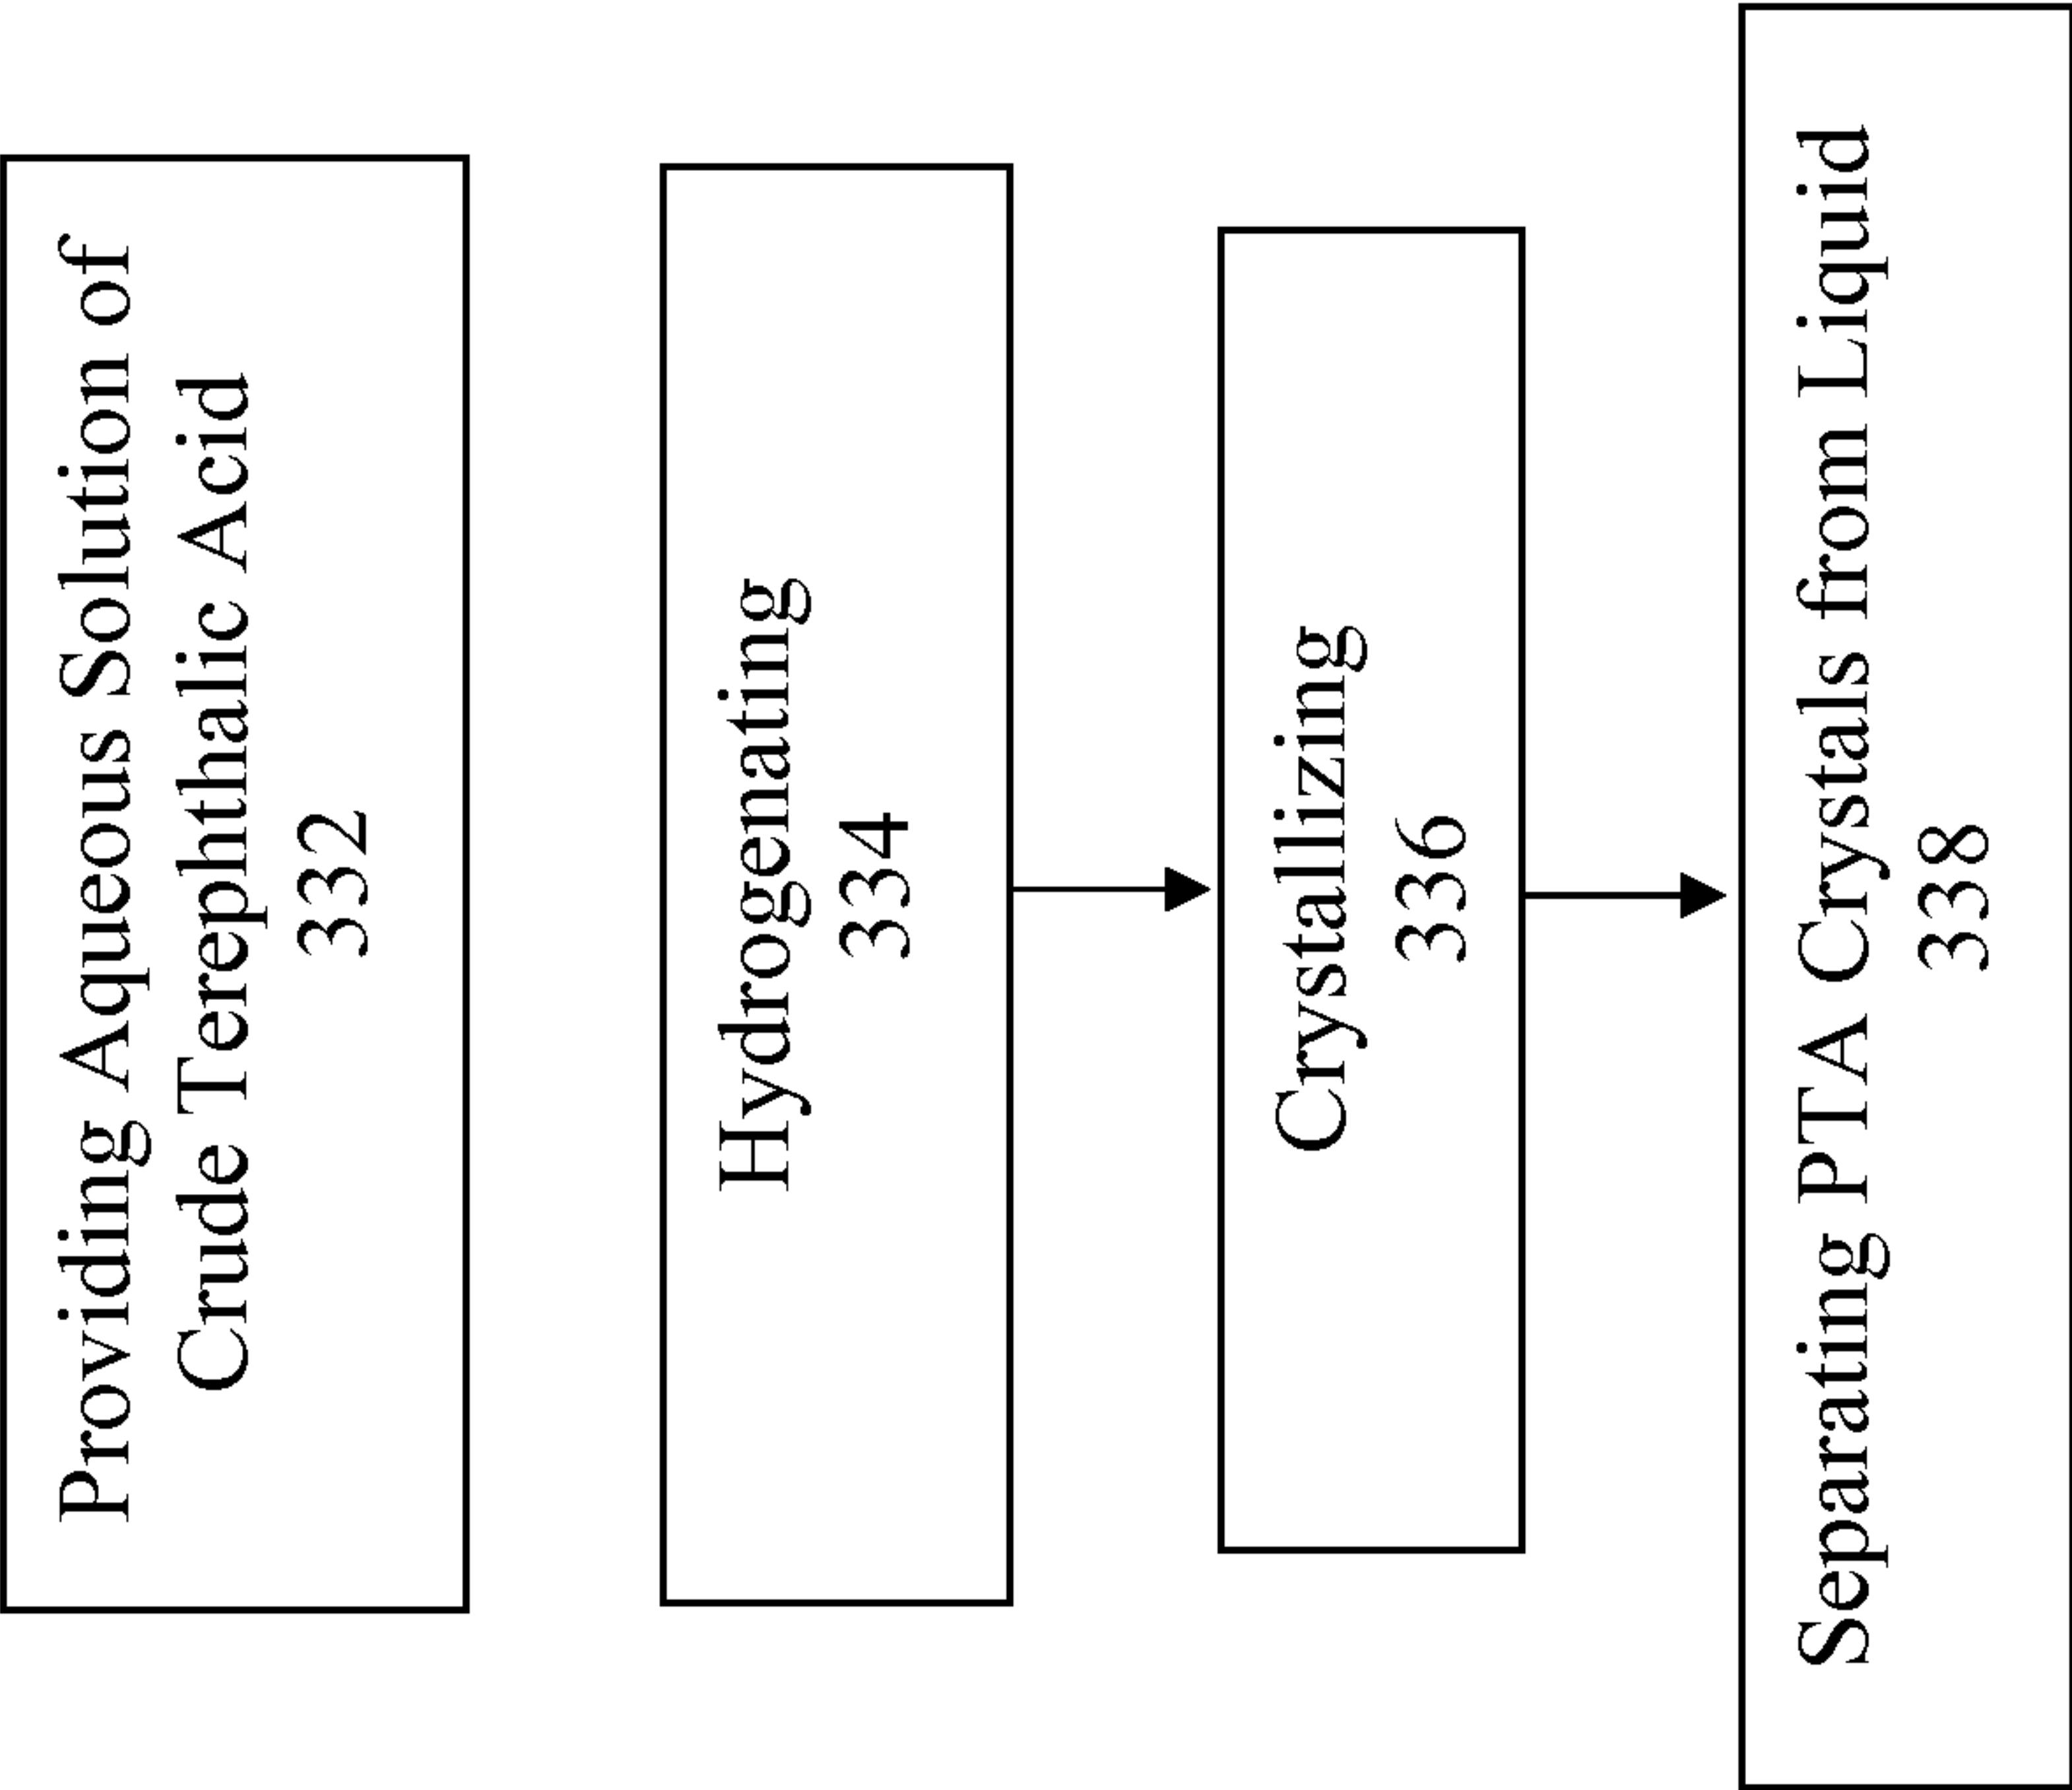 Providing Aqueous Solution of
Crude Terephthalic Acid
332
Hydrogenating
334
Crystallizing
336
Separating PTA Crystals from Liquid
338